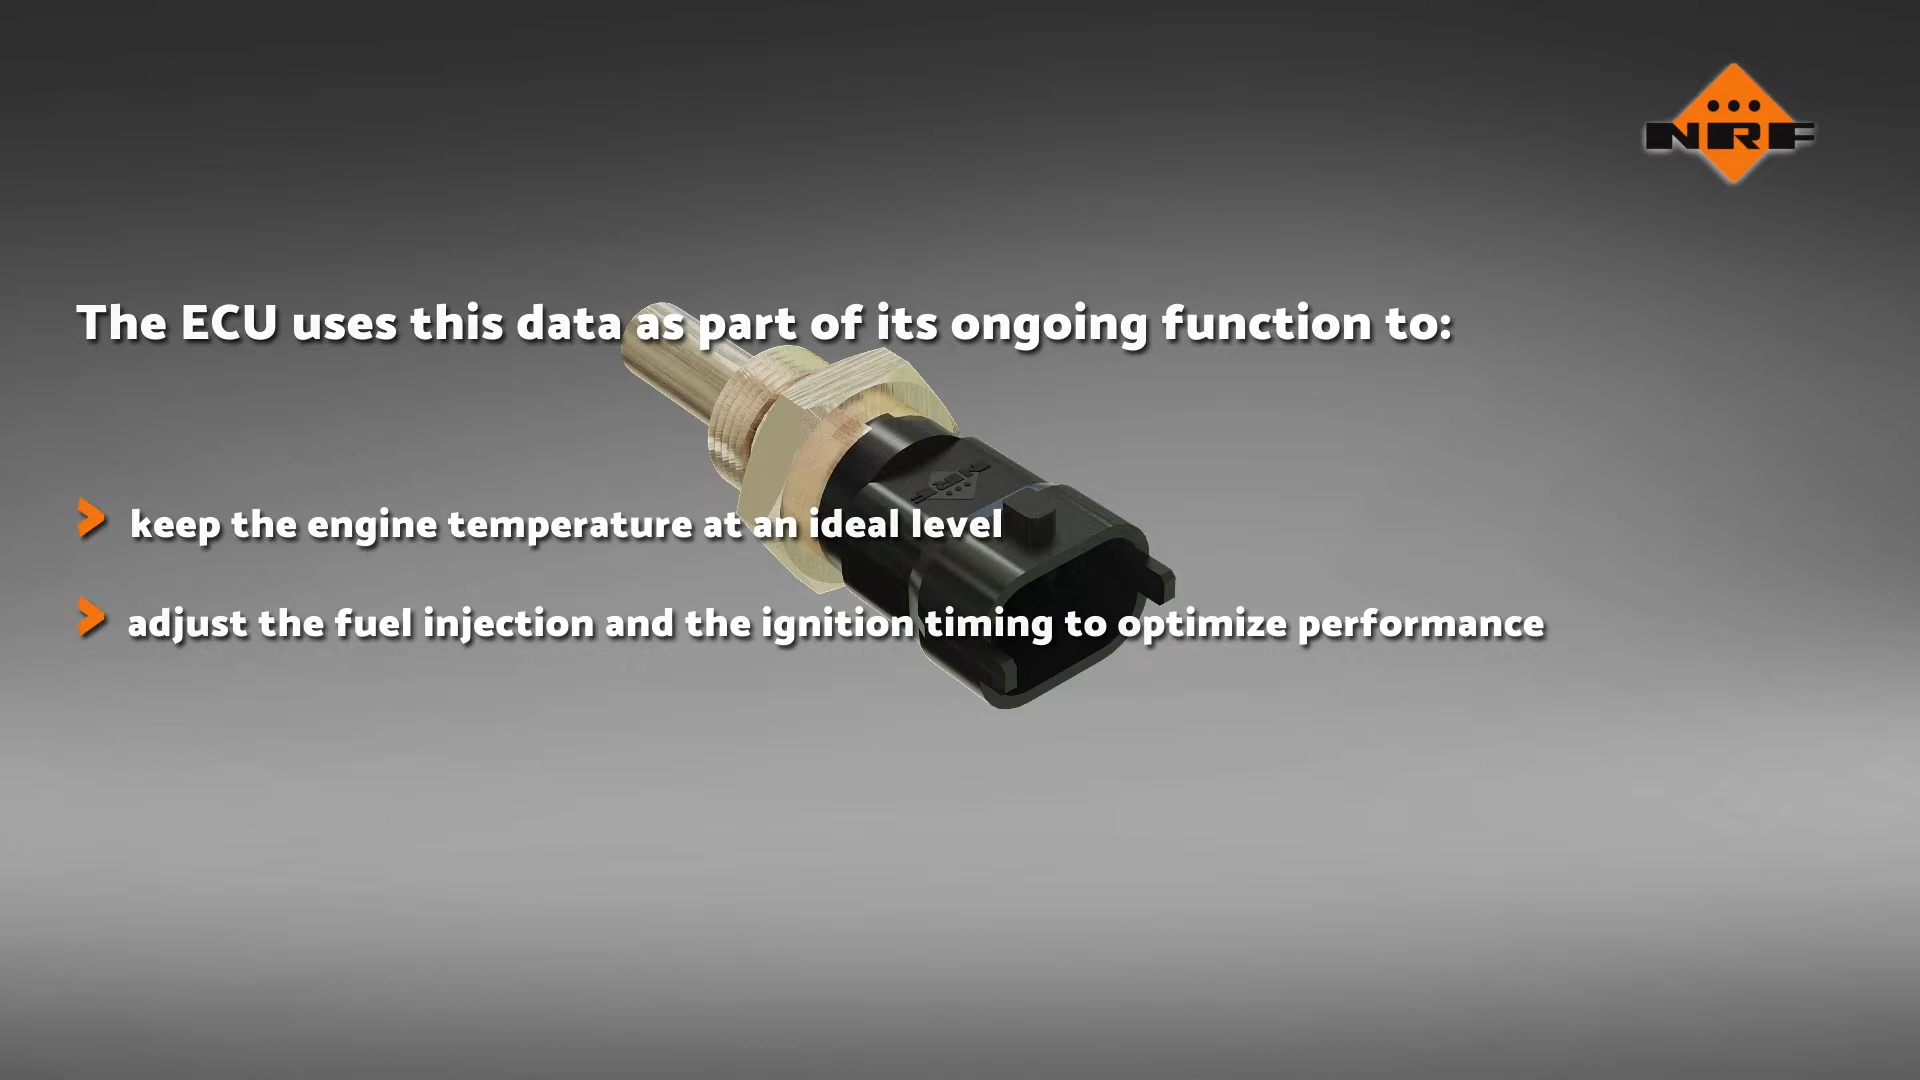 NRF
The ECU uses this data as part of its ongoing function to:
keep the engine temperature at an ideal level
adjust the fuel injection and the ignition timing to optimize performance
NRF